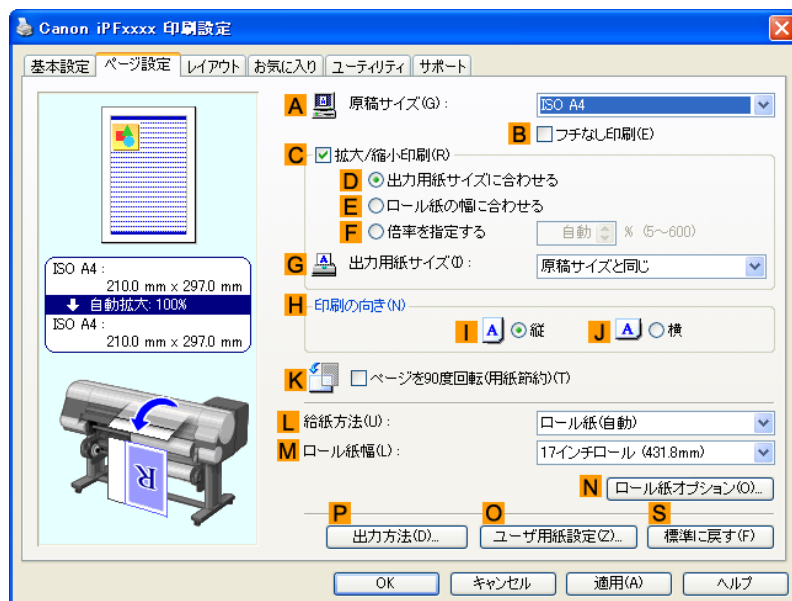 Canon iPFxxxx 印刷設定
基本設定 ページ設定 レイアウト お気に入り ユーティリティ サポート
A 原稿サイズ(G): ISO A4
B フチなし印刷(E)
C 拡大/縮小印刷(R)
D 出力用紙サイズに合わせる
E ロール紙の幅に合わせる
F 倍率を指定する 自動 % (5～600)
G 出力用紙サイズ(I): 原稿サイズと同じ
ISO A4:
210.0 mm x 297.0 mm
自動拡大: 100%
ISO A4:
210.0 mm x 297.0 mm
H 印刷の向き(N)
I A 縦 J A 横
K ページを90度回転(用紙節約)(T)
L 給紙方法(U): ロール紙(自動)
M ロール紙幅(L): 17インチロール (431.8mm)
R
N ロール紙オプション(O)...
P 出力方法(D)... O ユーザ用紙設定(Z)... S 標準に戻す(F)
OK キャンセル 適用(A) ヘルプ